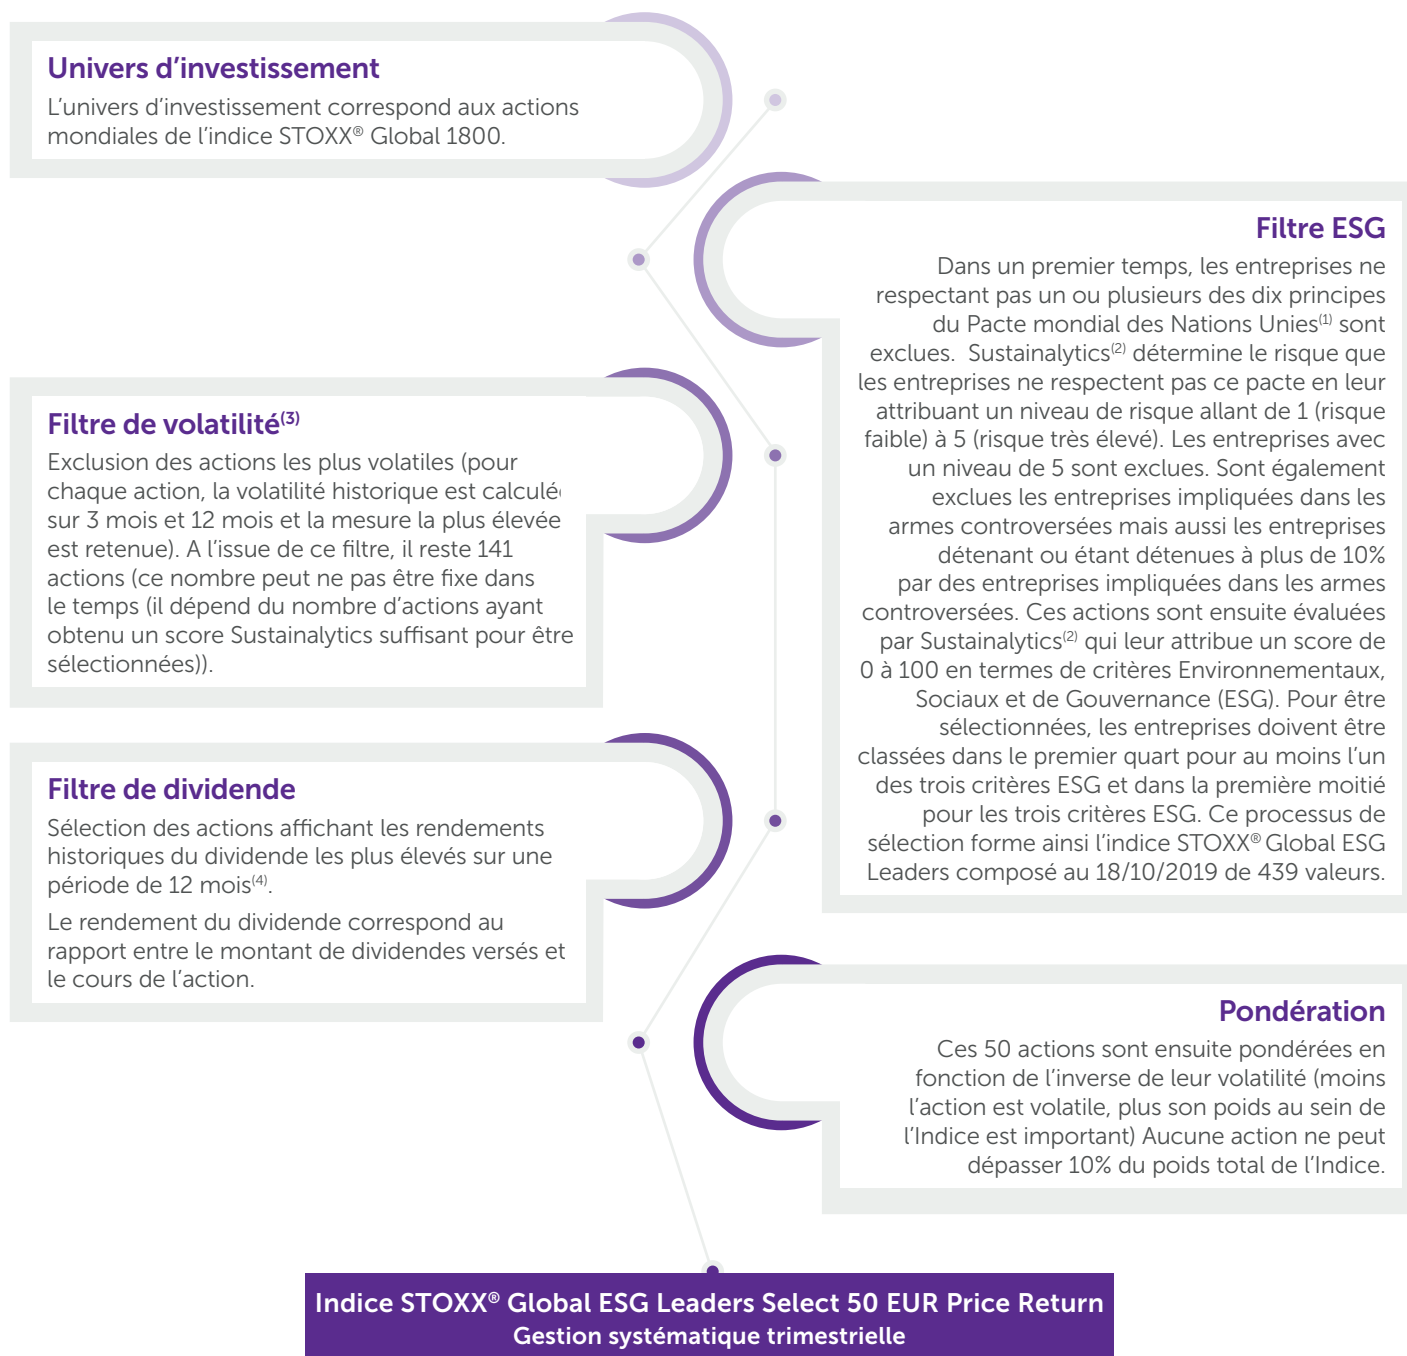 Univers d’investissement
L’univers d’investissement correspond aux actions
mondiales de l’indice STOXX® Global 1800.
Filtre ESG
Dans un premier temps, les entreprises ne
respectant pas un ou plusieurs des dix principes
du Pacte mondial des Nations Unies(1) sont
exclues. Sustainalytics(2) détermine le risque que
les entreprises ne respectent pas ce pacte en leur
attribuant un niveau de risque allant de 1 (risque
faible) à 5 (risque très élevé). Les entreprises avec
un niveau de 5 sont exclues. Sont également
exclues les entreprises impliquées dans les
armes controversées mais aussi les entreprises
détenant ou étant détenues à plus de 10%
par des entreprises impliquées dans les armes
controversées. Ces actions sont ensuite évaluées
par Sustainalytics(2) qui leur attribue un score de
0 à 100 en termes de critères Environnementaux,
Sociaux et de Gouvernance (ESG). Pour être
sélectionnées, les entreprises doivent être
classées dans le premier quart pour au moins l’un
des trois critères ESG et dans la première moitié
pour les trois critères ESG. Ce processus de
sélection forme ainsi l’indice STOXX® Global ESG
Leaders composé au 18/10/2019 de 439 valeurs.
Filtre de volatilité(3)
Exclusion des actions les plus volatiles (pour
chaque action, la volatilité historique est calculée
sur 3 mois et 12 mois et la mesure la plus élevée
est retenue). A l’issue de ce filtre, il reste 141
actions (ce nombre peut ne pas être fixe dans
le temps (il dépend du nombre d’actions ayant
obtenu un score Sustainalytics suffisant pour être
sélectionnées)).
Filtre de dividende
Sélection des actions affichant les rendements
historiques du dividende les plus élevés sur une
période de 12 mois(4).
Le rendement du dividende correspond au
rapport entre le montant de dividendes versés et
le cours de l’action.
Pondération
Ces 50 actions sont ensuite pondérées en
fonction de l’inverse de leur volatilité (moins
l’action est volatile, plus son poids au sein de
l’Indice est important) Aucune action ne peut
dépasser 10% du poids total de l’Indice.
Indice STOXX® Global ESG Leaders Select 50 EUR Price Return
Gestion systématique trimestrielle